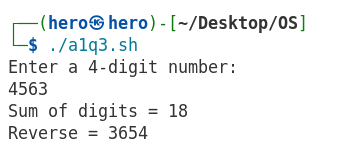 ┌──(hero㉿hero)-[~/Desktop/OS]
└─$ ./a1q3.sh
Enter a 4-digit number:
4563
Sum of digits = 18
Reverse = 3654